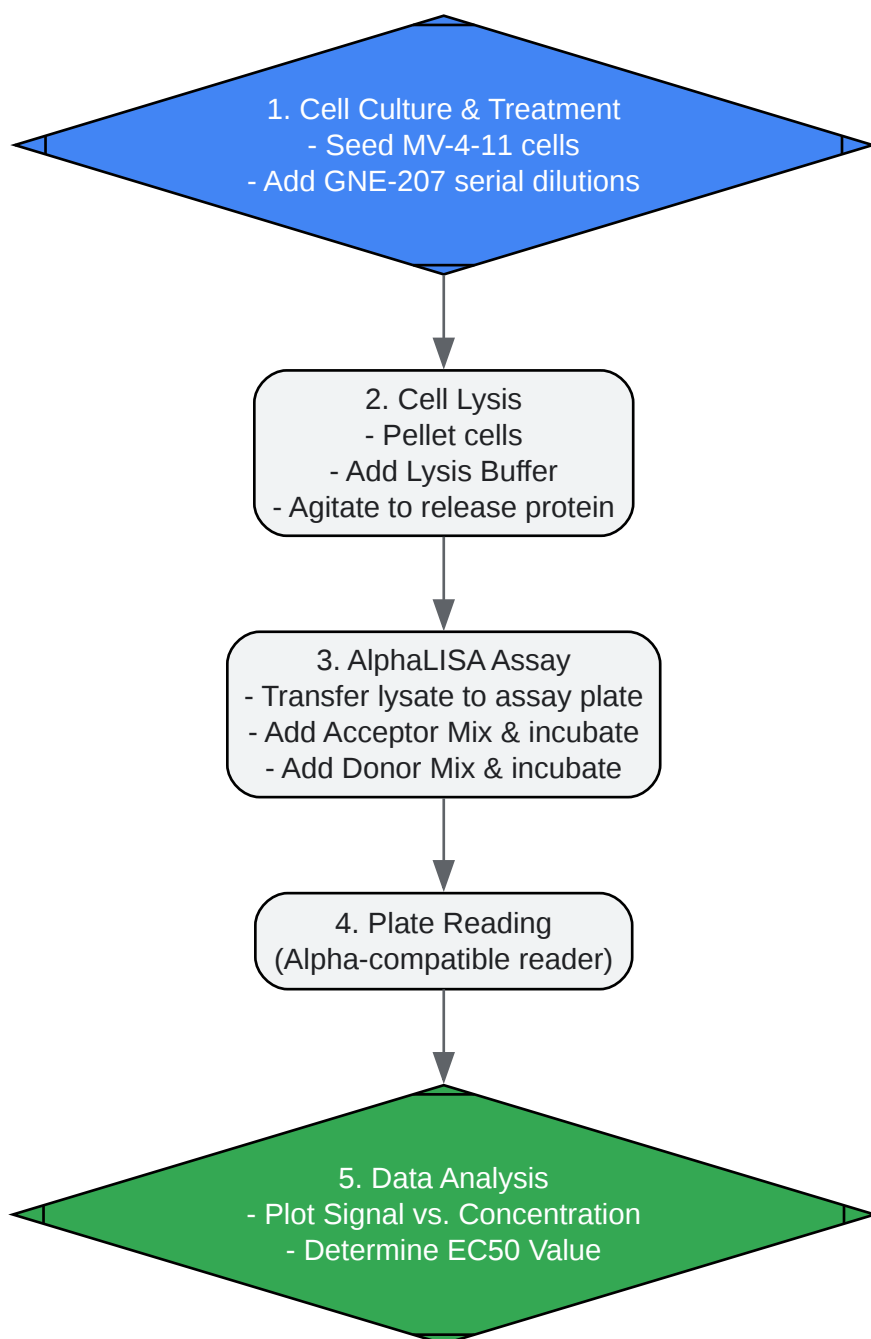 1. Cell Culture & Treatment
- Seed MV-4-11 cells
- Add GNE-207 serial dilutions
2. Cell Lysis
- Pellet cells
- Add Lysis Buffer
- Agitate to release protein
3. AlphaLISA Assay
- Transfer lysate to assay plate
- Add Acceptor Mix & incubate
- Add Donor Mix & incubate
4. Plate Reading
(Alpha-compatible reader)
5. Data Analysis
- Plot Signal vs. Concentration
- Determine EC50 Value